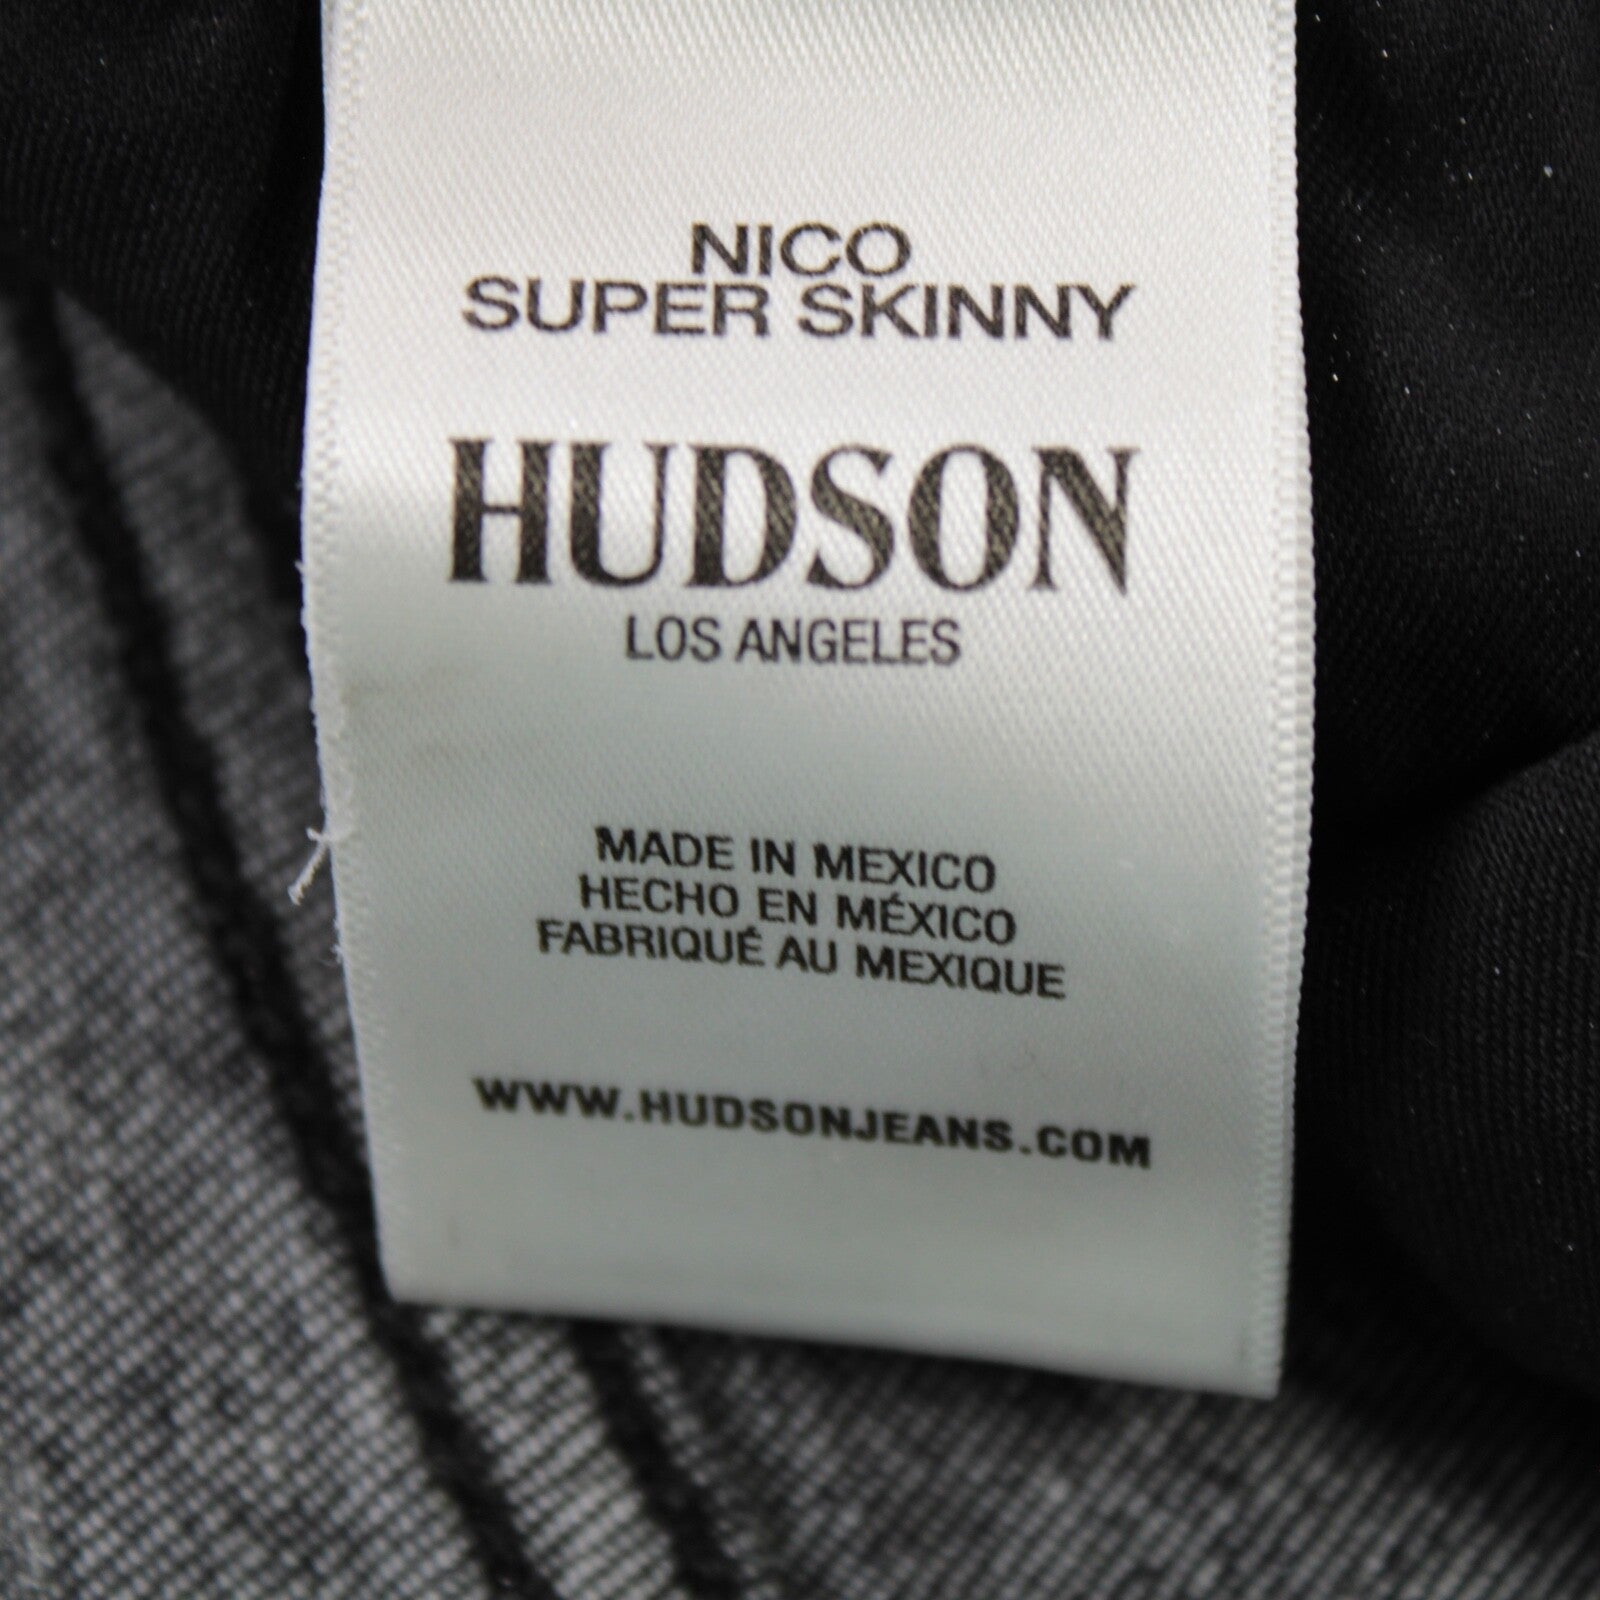 NICO
SUPER SKINNY
HUDSON
LOS ANGELES
MADE IN MEXICO
HECHO EN MÉXICO
FABRIQUÉ AU MEXIQUE
WWW.HUDSONJEANS.COM